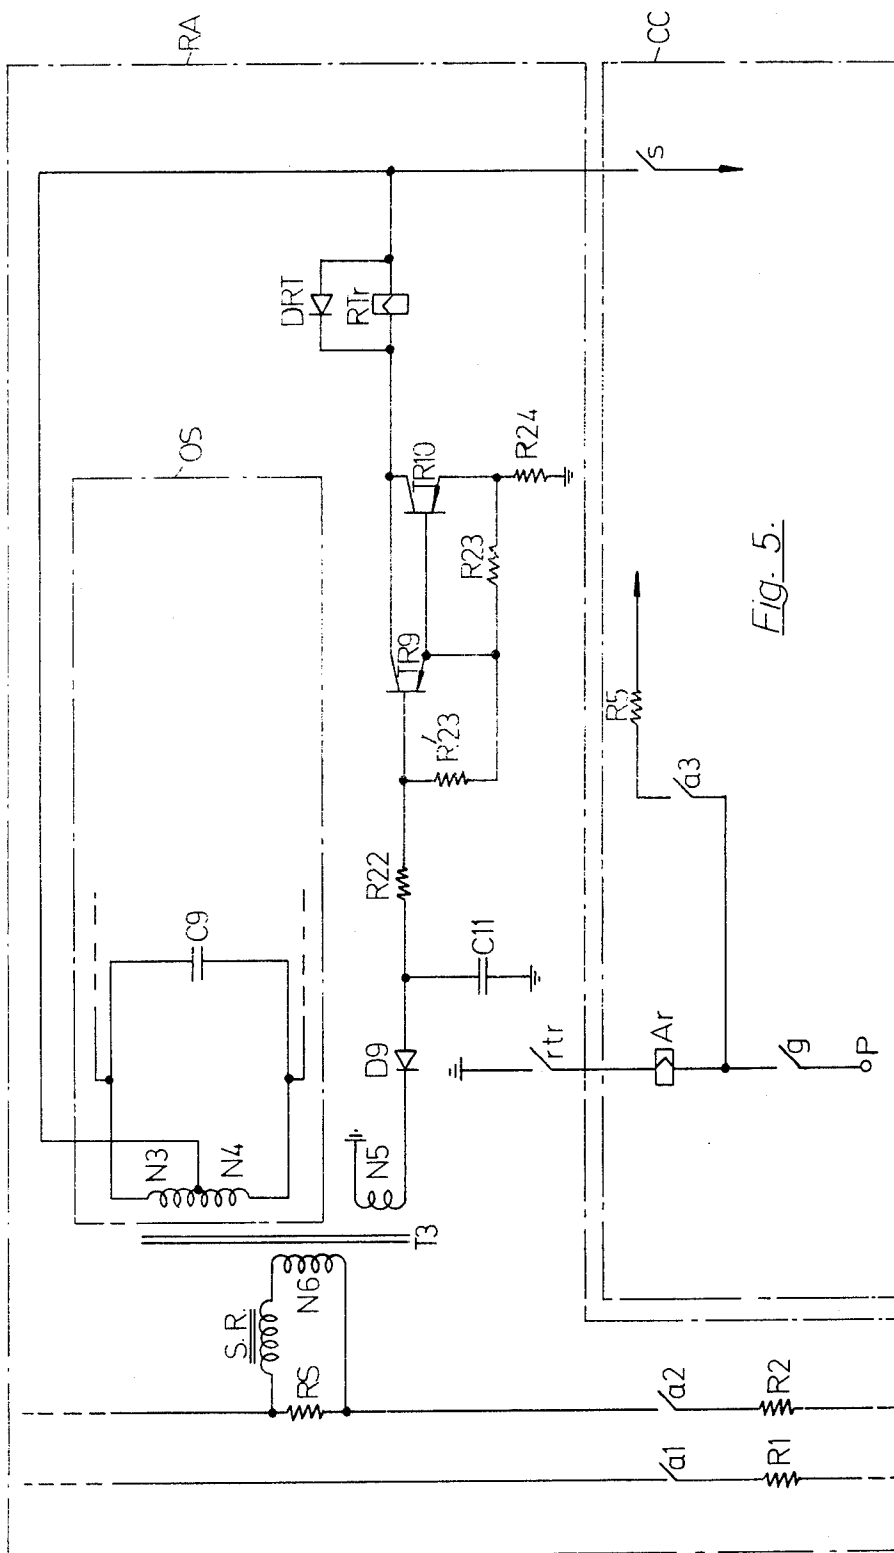 RA
CC
OS
S
DRT
RTr
TR10
R24
R23
TR9
R'23
R22
R5
a3
C9
C11
D9
rtr
Ar
g
P
N3
N4
N5
T3
N6
S.R.
RS
a2
R2
a1
R1
Fig. 5.